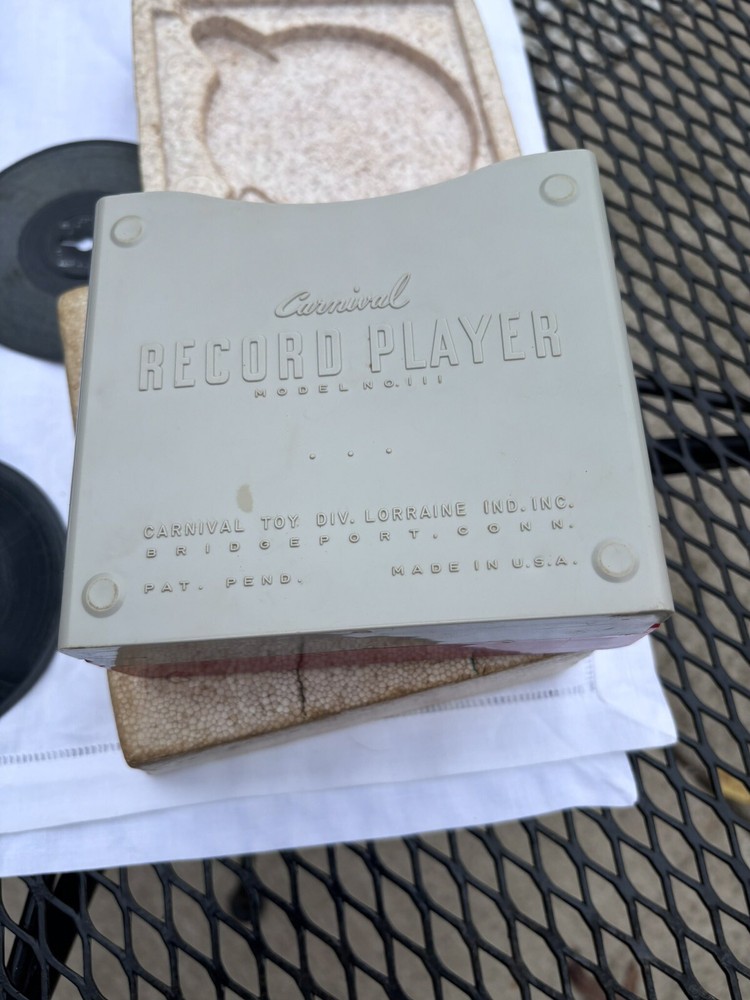 Carnival
RECORD PLAYER
MODEL NO. 111
CARNIVAL TOY DIV. LORRAINE IND. INC.
BRIDGEPORT, CONN.
PAT. PEND. MADE IN U.S.A.